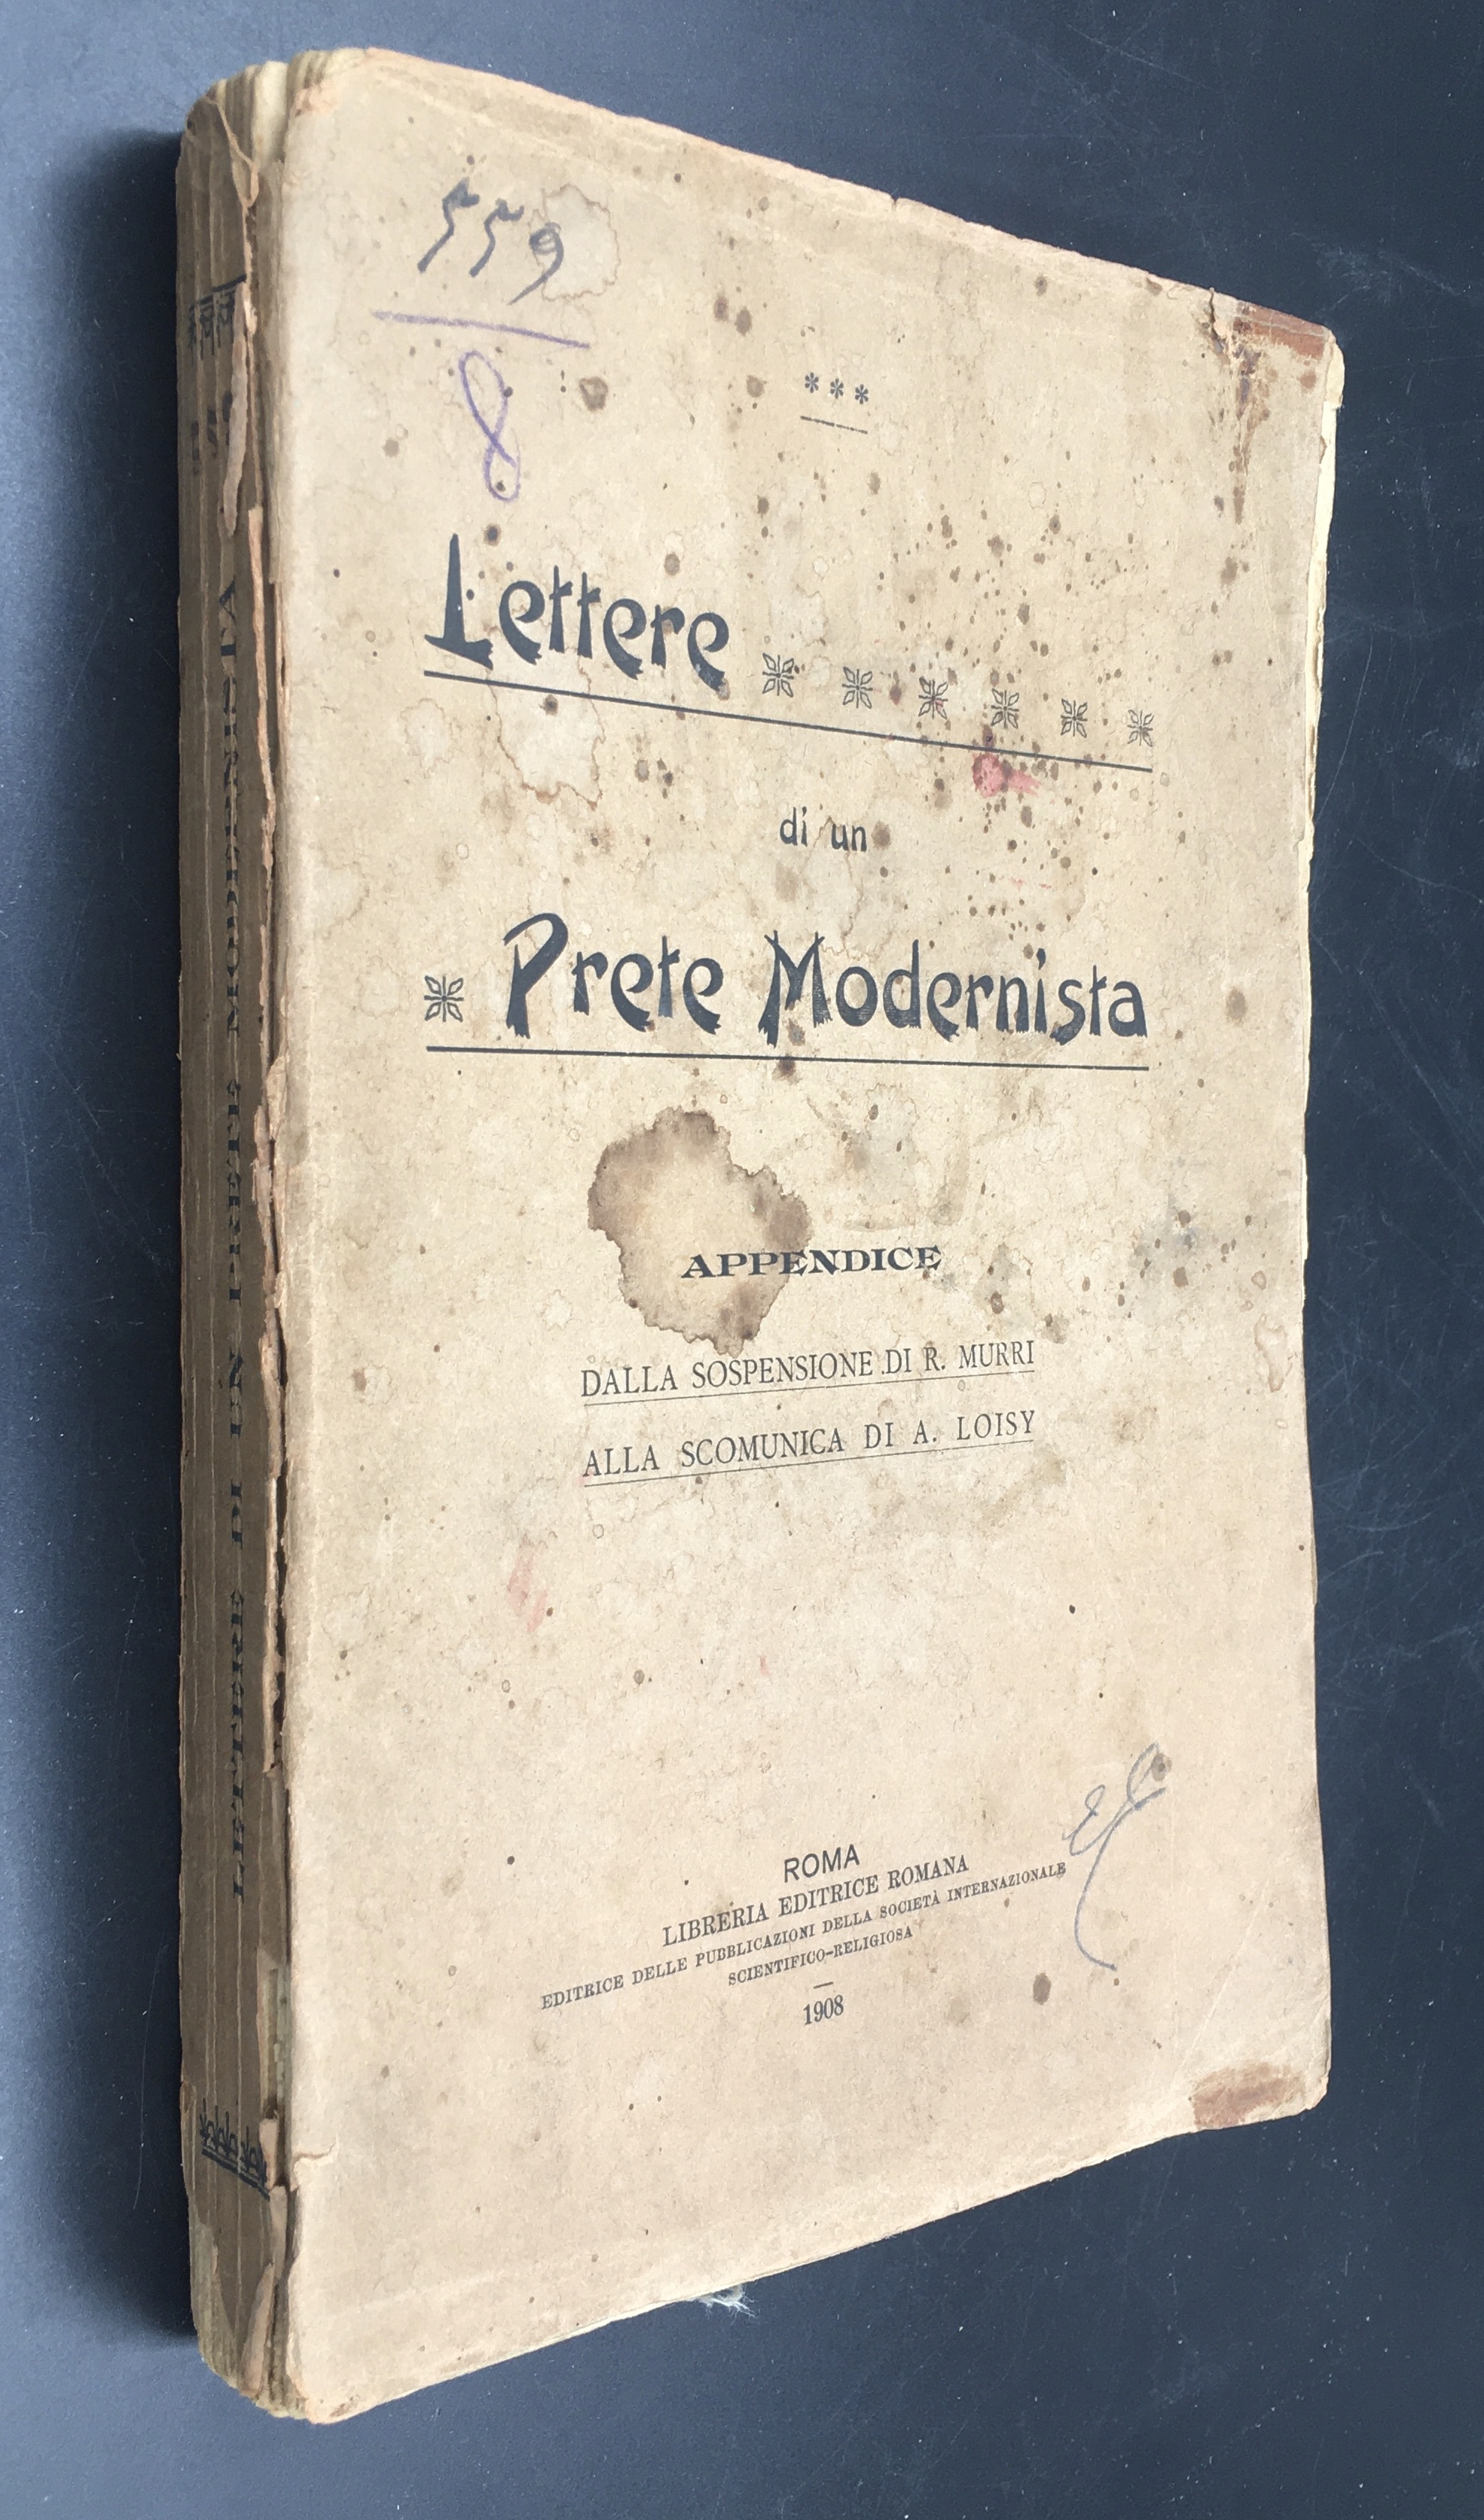 559
8
***
Lettere
di un
Prete Modernista
APPENDICE
DALLA SOSPENSIONE DI R. MURRI
ALLA SCOMUNICA DI A. LOISY
ROMA
LIBRERIA EDITRICE ROMANA
EDITRICE DELLE PUBBLICAZIONI DELLA SOCIETÀ INTERNAZIONALE
SCIENTIFICO-RELIGIOSA
1908
LETTERE DI UN PRETE MODERNISTA